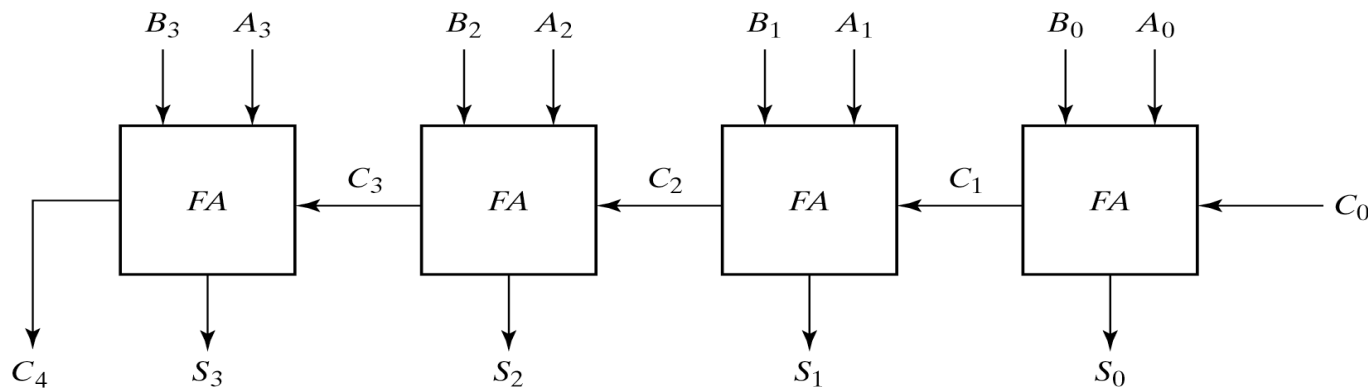 B₃ A₃ B₂ A₂ B₁ A₁ B₀ A₀
C₃ C₂ C₁
FA FA FA FA C₀
C₄ S₃ S₂ S₁ S₀